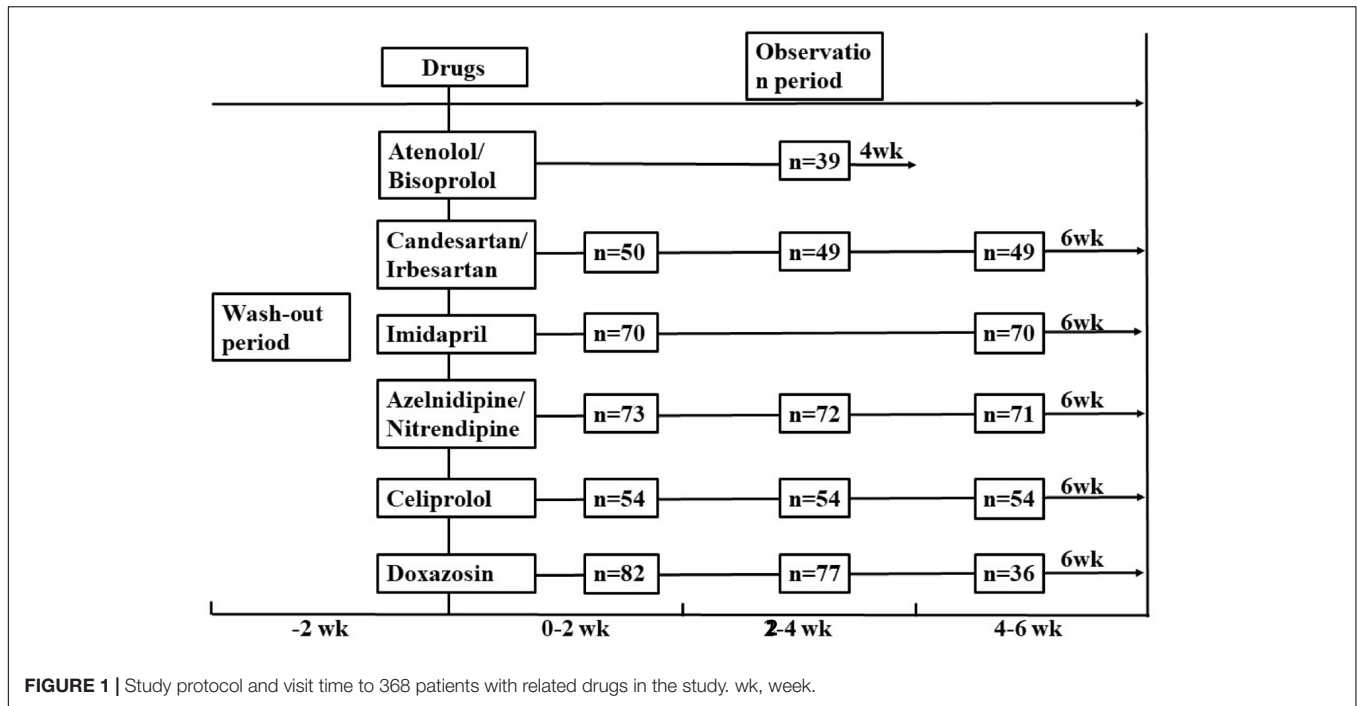 Drugs
Observatio
n period
Atenolol/
Bisoprolol
n=39
4wk
Candesartan/
Irbesartan
n=50
n=49
n=49
6wk
Wash-out
period
Imidapril
n=70
n=70
6wk
Azelnidipine/
Nitrendipine
n=73
n=72
n=71
6wk
Celiprolol
n=54
n=54
n=54
6wk
Doxazosin
n=82
n=77
n=36
6wk
-2 wk
0-2 wk
2-4 wk
4-6 wk
FIGURE 1 | Study protocol and visit time to 368 patients with related drugs in the study. wk, week.